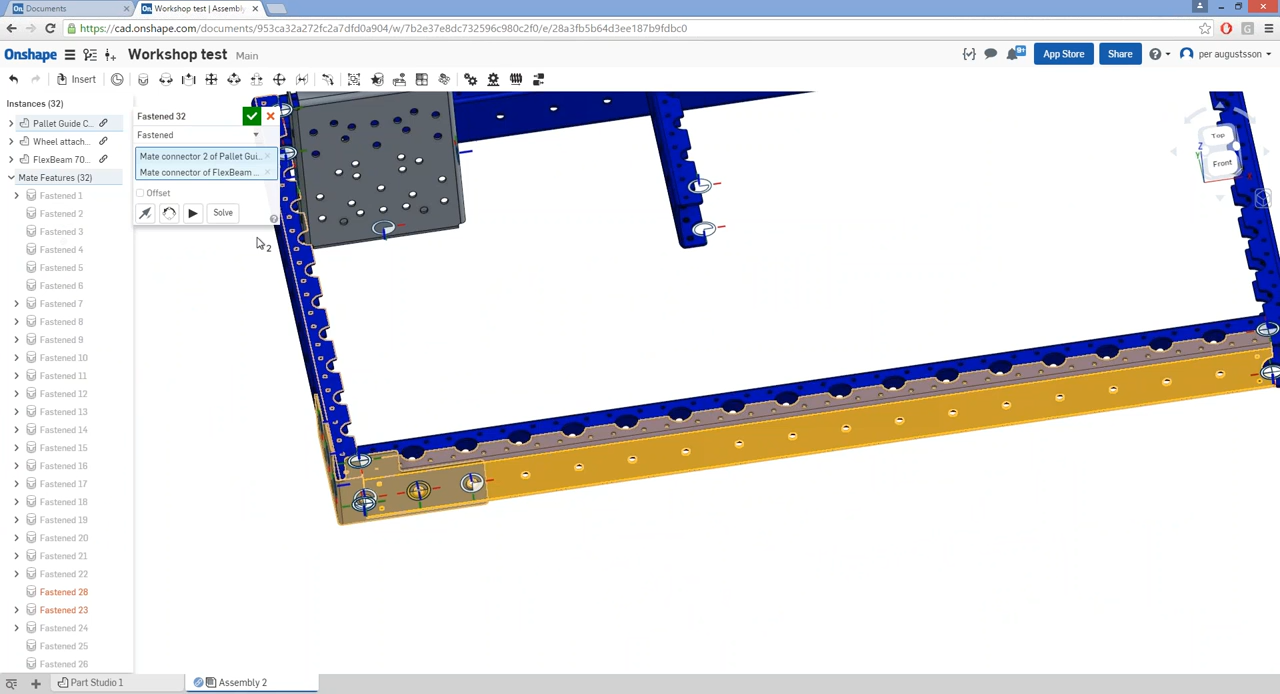 Documents
Workshop test | Assembly
https://cad.onshape.com/documents/953ca32a272fc2a7dfd0a904/w/7b2e37e8dc732596c980c2f0/e/28a3fb5b64d3ee187b9fdbc0
Onshape
Workshop test
Main
9+
App Store
Share
per augustsson
Insert
Instances (32)
Pallet Guide C...
Wheel attach...
FlexBeam 70...
Mate Features (32)
Fastened 1
Fastened 2
Fastened 3
Fastened 4
Fastened 5
Fastened 6
Fastened 7
Fastened 8
Fastened 9
Fastened 10
Fastened 11
Fastened 12
Fastened 13
Fastened 14
Fastened 15
Fastened 16
Fastened 17
Fastened 18
Fastened 19
Fastened 20
Fastened 21
Fastened 22
Fastened 28
Fastened 23
Fastened 24
Fastened 25
Fastened 26
Fastened 32
Fastened
Mate connector 2 of Pallet Gui...
Mate connector of FlexBeam ...
Offset
Solve
2
Top
Z
Y
Front
Part Studio 1
Assembly 2